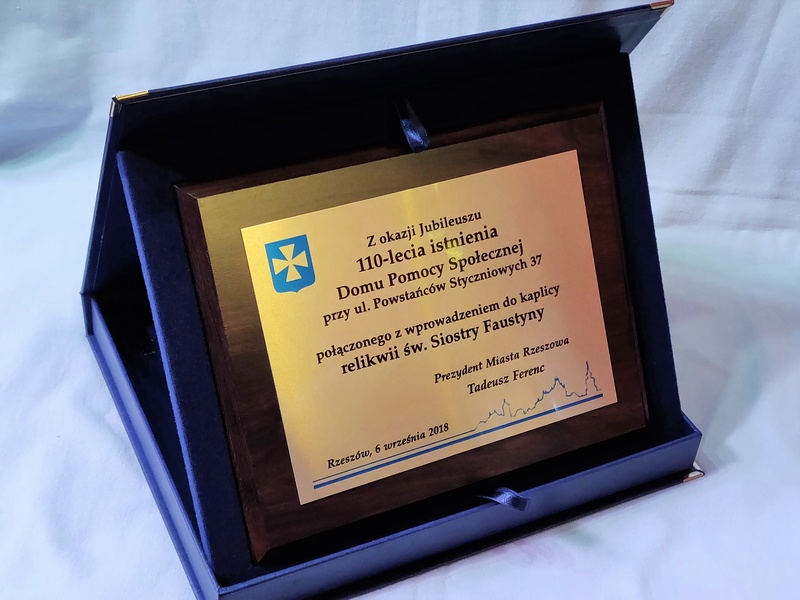 Z okazji Jubileuszu
110-lecia istnienia
Domu Pomocy Społecznej
przy ul. Powstańców Styczniowych 37
połączonego z wprowadzeniem do kaplicy
relikwii św. Siostry Faustyny
Prezydent Miasta Rzeszowa
Tadeusz Ferenc
Rzeszów, 6 września 2018